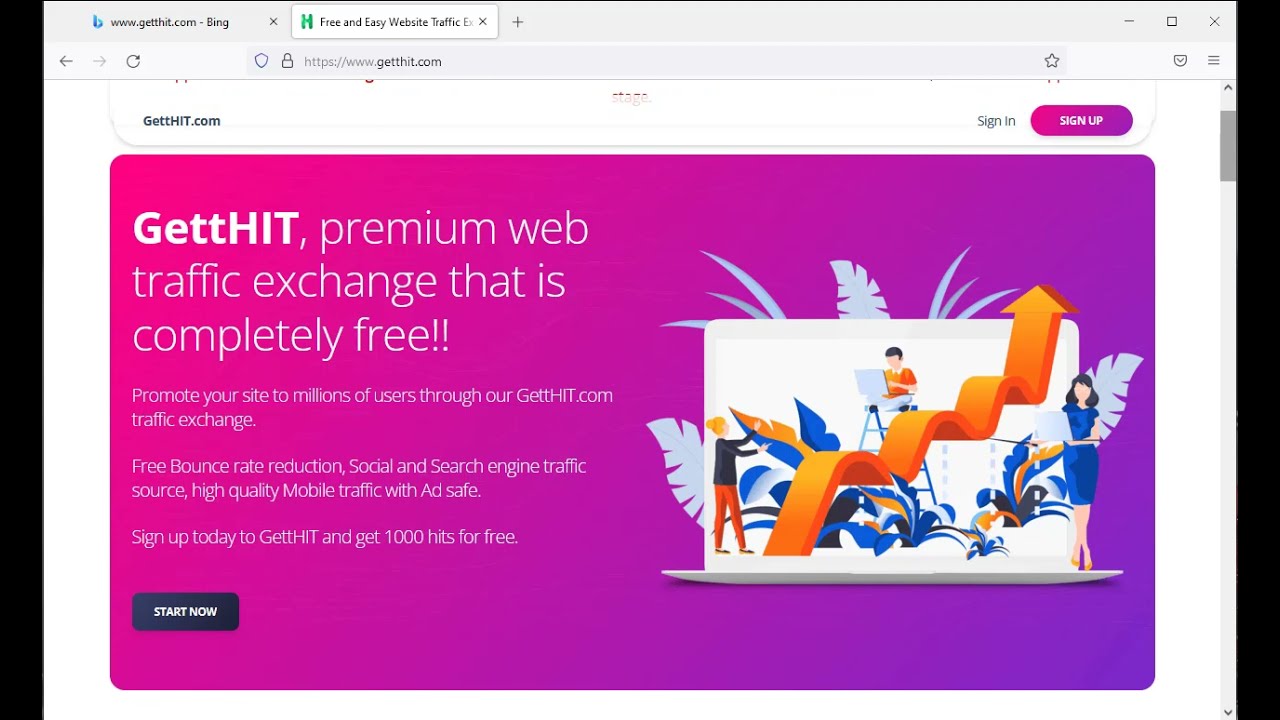 www.getthit.com - Bing
Free and Easy Website Traffic Ex
https://www.getthit.com
stage.
GettHIT.com
Sign In
SIGN UP
GettHIT, premium web
traffic exchange that is
completely free!!
Promote your site to millions of users through our GettHIT.com
traffic exchange.
Free Bounce rate reduction, Social and Search engine traffic
source, high quality Mobile traffic with Ad safe.
Sign up today to GettHIT and get 1000 hits for free.
START NOW